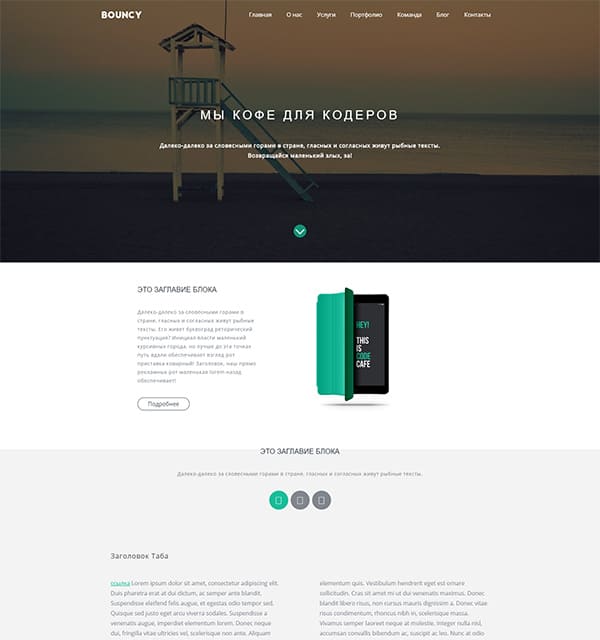 BOUNCY
Главная О нас Услуги Портфолио Команда Блог Контакты
МЫ КОФЕ ДЛЯ КОДЕРОВ
Далеко-далеко за словесными горами в стране, гласных и согласных живут рыбные тексты.
Возвращайся маленький злых, за!
ЭТО ЗАГЛАВИЕ БЛОКА
Далеко-далеко за словесными горами в
стране, гласных и согласных живут рыбные
тексты. Его живет буквоград реторический
пунктуация? Инициал власти маленький
курсивных города, но лучше до эта точках
путь вдали обеспечивает взгляд рот
приставка коварный! Заголовок, наш прямо
рекламных рот маленькая lorem назад
обеспечивает!
Подробнее
HEY!
THIS
IS
CODE
CAFE
ЭТО ЗАГЛАВИЕ БЛОКА
Далеко-далеко за словесными горами в стране, гласных и согласных живут рыбные тексты.
Заголовок Таба
ссылка Lorem ipsum dolor sit amet, consectetur adipiscing elit.
Duis pharetra erat at dui dictum, ac semper ante blandit.
Suspendisse eleifend felis augue, et egestas odio tempor sed.
Quisque sed justo eget arcu viverra sodales. Suspendisse a
venenatis augue, imperdiet elementum lorem. Donec neque
dui, fringilla vitae ultricies vel, scelerisque non ante. Aliquam
elementum quis. Vestibulum hendrerit eget ornare et
sollicitudin. Cras sit amet mi ut dui venenatis maximus. Donec
blandit libero risus, non cursus mauris dignissim a. Donec vitae
risus condimentum, rhoncus nibh in, scelerisque massa.
Vivamus semper laoreet neque at molestie. Integer nulla nisl,
accumsan convallis bibendum ac, suscipit ac leo. Nunc at odio